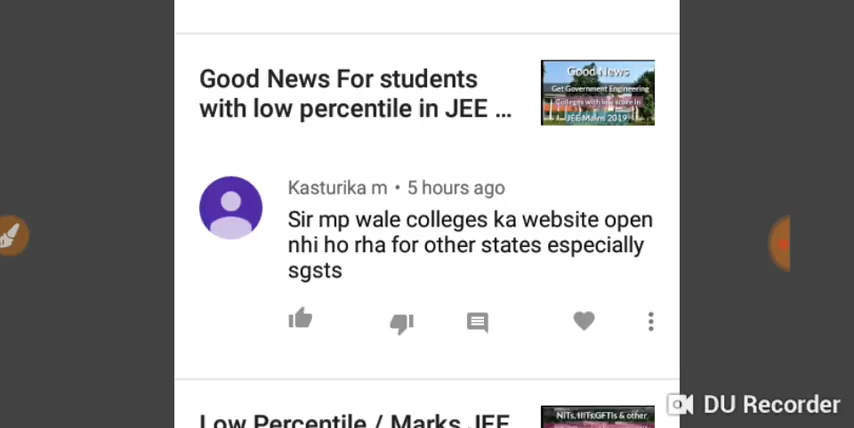 Good News For students
with low percentile in JEE ...
Good News
Get Government Engineering
Colleges with low score in
JEE Mains 2019
Kasturika m • 5 hours ago
Sir mp wale colleges ka website open
nhi ho rha for other states especially
sgsts
Low Percentile / Marks JEE
NITs, IIITs,GFTIs & other
DU Recorder